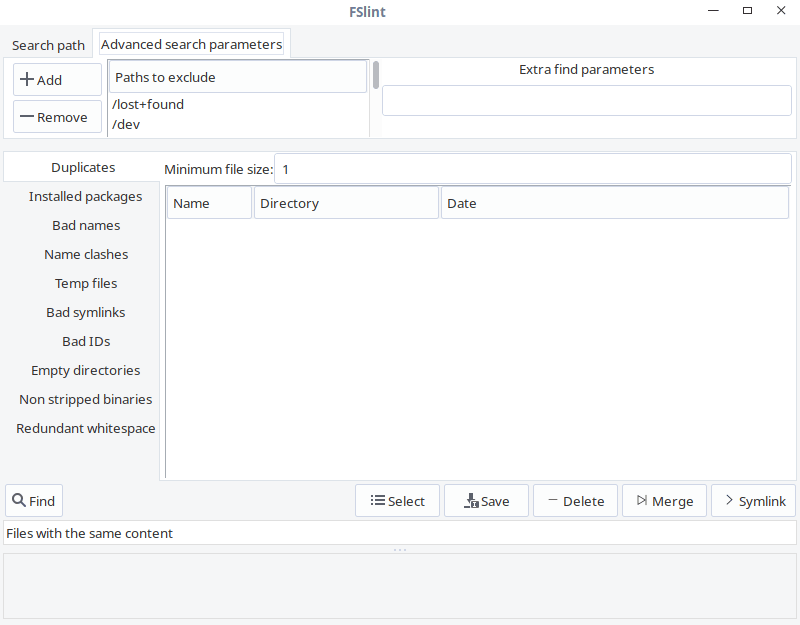 FSlint
Search path
Advanced search parameters
Add
Remove
Paths to exclude
/lost+found
/dev
Extra find parameters
Duplicates
Installed packages
Bad names
Name clashes
Temp files
Bad symlinks
Bad IDs
Empty directories
Non stripped binaries
Redundant whitespace
Minimum file size: 1
Name Directory Date
Find Select Save Delete Merge Symlink
Files with the same content